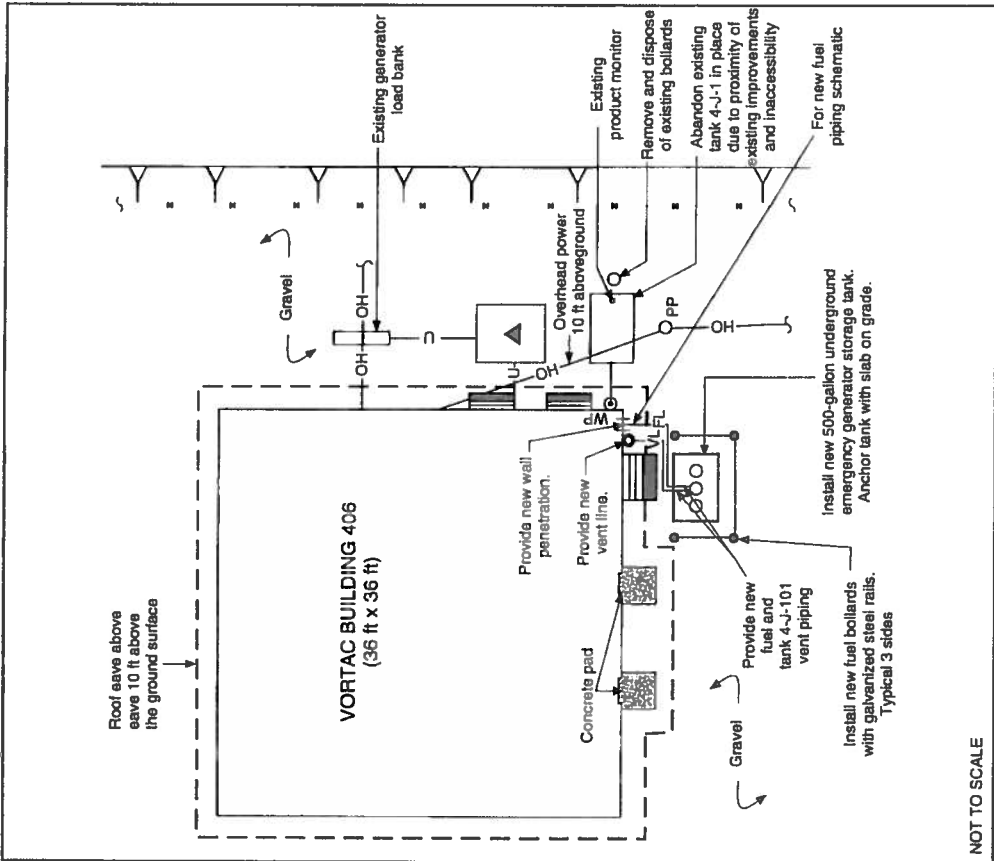 Roof eave above
eave 10 ft above
the ground surface
Gravel
Existing generator
load bank
OH
OH
U
U
Overhead power
10 ft aboveground
Existing
product monitor
Remove and dispose
of existing bollards
Abandon existing
tank 4-J-1 in place
due to proximity of
existing improvements
and inaccessibility
For new fuel
piping schematic
OH
PP
OH
VORTAC BUILDING 406
(36 ft x 36 ft)
Provide new wall
penetration.
WP
Provide new
vent line.
VL
FL
Concrete pad
Provide new
fuel and
tank 4-J-101
vent piping
Install new 500-gallon underground
emergency generator storage tank.
Anchor tank with slab on grade.
Install new fuel bollards
with galvanized steel rails.
Typical 3 sides
Gravel
NOT TO SCALE